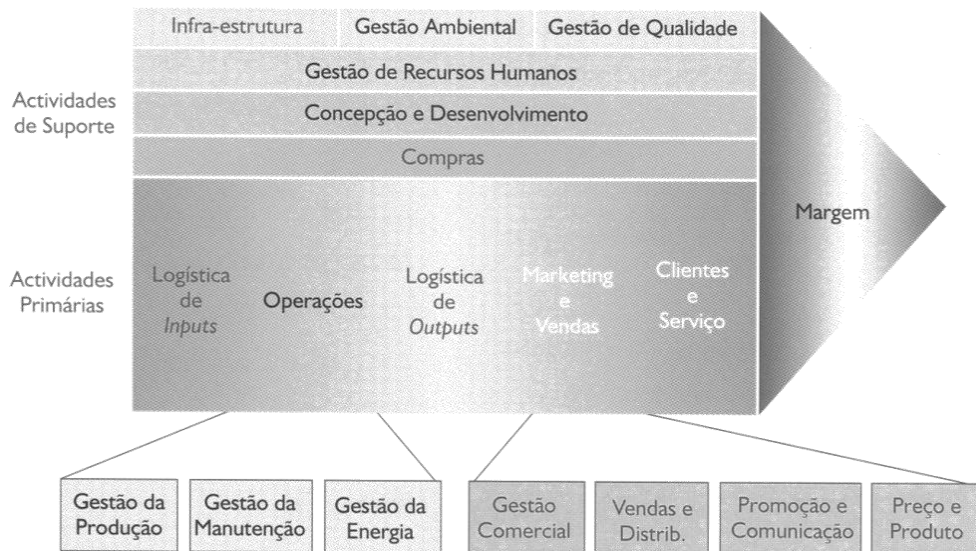 Infra-estrutura
Gestão Ambiental
Gestão de Qualidade
Gestão de Recursos Humanos
Actividades
de Suporte
Concepção e Desenvolvimento
Compras
Margem
Actividades
Primárias
Logística
de
Inputs
Operações
Logística
de
Outputs
Marketing
e
Vendas
Clientes
e
Serviço
Gestão da
Produção
Gestão da
Manutenção
Gestão da
Energia
Gestão
Comercial
Vendas e
Distrib.
Promoção e
Comunicação
Preço e
Produto